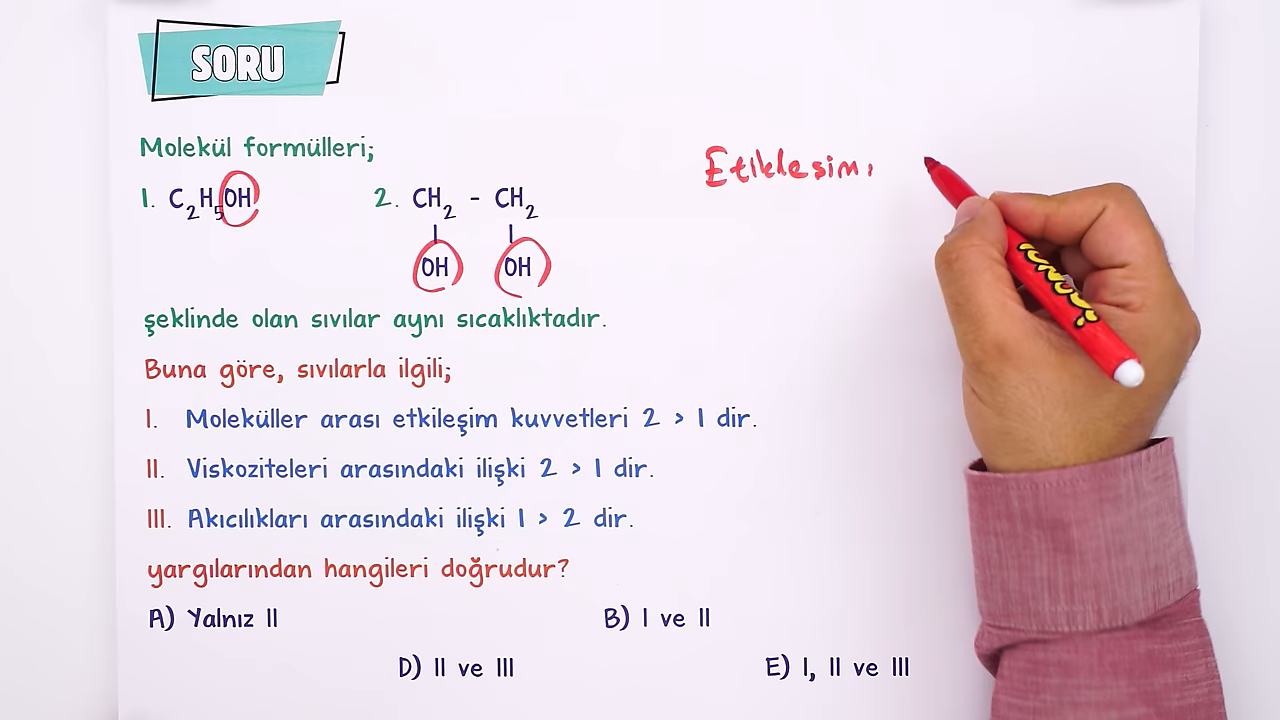 SORU
Molekül formülleri;
Etikleşim,
1. C2H5OH 2. CH2 - CH2
OH OH
şeklinde olan sıvılar aynı sıcaklıktadır.
Buna göre, sıvılarla ilgili;
I. Moleküller arası etkileşim kuvvetleri 2 > 1 dir.
II. Viskoziteleri arasındaki ilişki 2 > 1 dir.
III. Akıcılıkları arasındaki ilişki 1 > 2 dir.
yargılarından hangileri doğrudur?
A) Yalnız II B) I ve II
D) II ve III E) I, II ve III